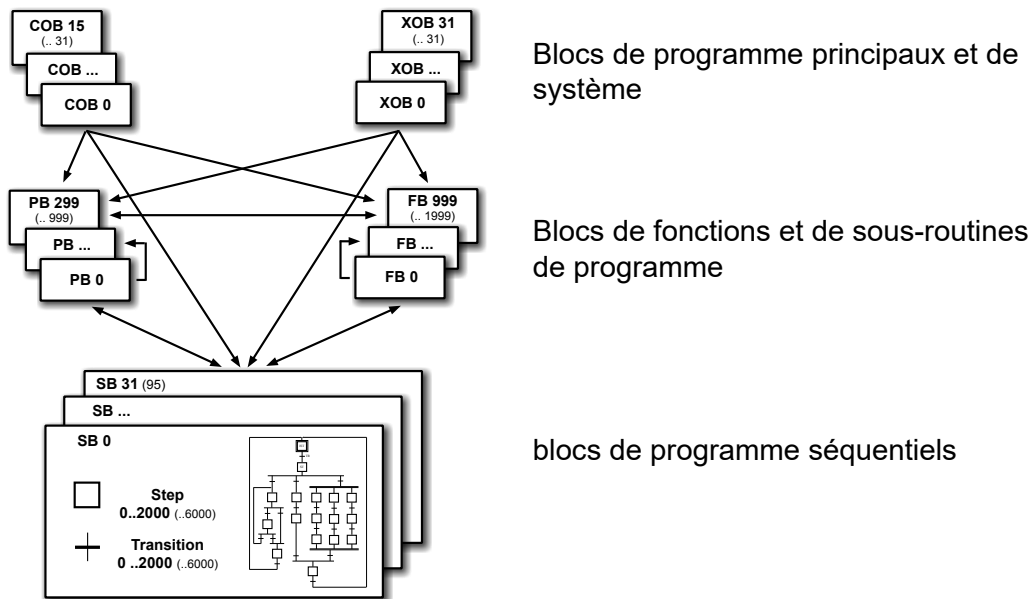 COB 15
(.. 31)
COB ...
COB 0
XOB 31
(.. 31)
XOB ...
XOB 0
Blocs de programme principaux et de
système
PB 299
(.. 999)
PB ...
PB 0
FB 999
(.. 1999)
FB ...
FB 0
Blocs de fonctions et de sous-routines
de programme
SB 31 (95)
SB ...
SB 0
Step
0..2000 (..6000)
Transition
0 ..2000 (..6000)
blocs de programme séquentiels